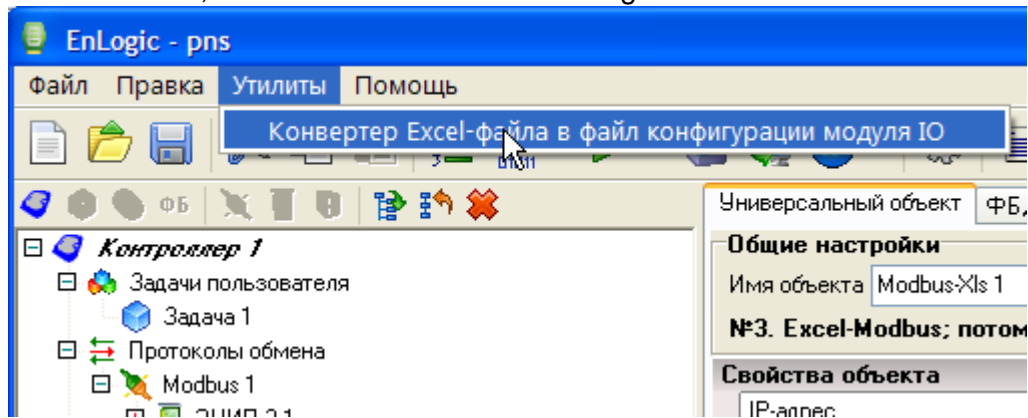 EnLogic - pns
Файл Правка Утилиты Помощь
Конвертер Excel-файла в файл конфигурации модуля IO
ФБ
Универсальный объект ФБ,
Контроллер 1
Общие настройки
Задачи пользователя
Имя объекта Modbus-Xls 1
Задача 1
№3. Excel-Modbus; потом
Протоколы обмена
Свойства объекта
Modbus 1
IP-адрес